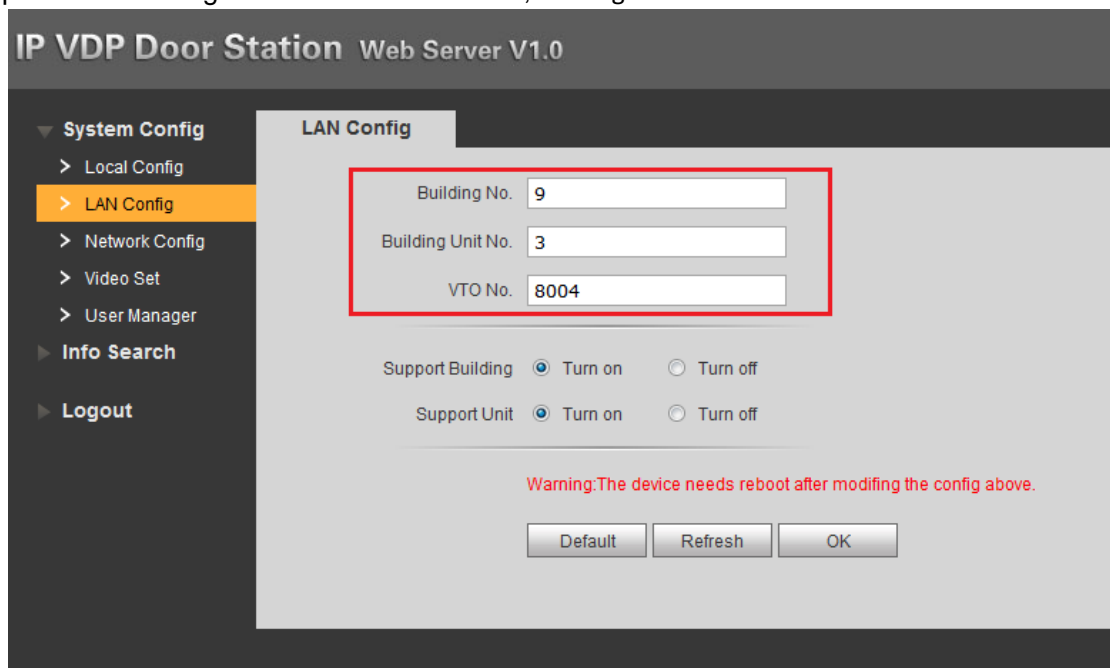 IP VDP Door Station Web Server V1.0
System Config
> Local Config
> LAN Config
> Network Config
> Video Set
> User Manager
Info Search
Logout
LAN Config
Building No. 9
Building Unit No. 3
VTO No. 8004
Support Building Turn on Turn off
Support Unit Turn on Turn off
Warning:The device needs reboot after modifing the config above.
Default Refresh OK